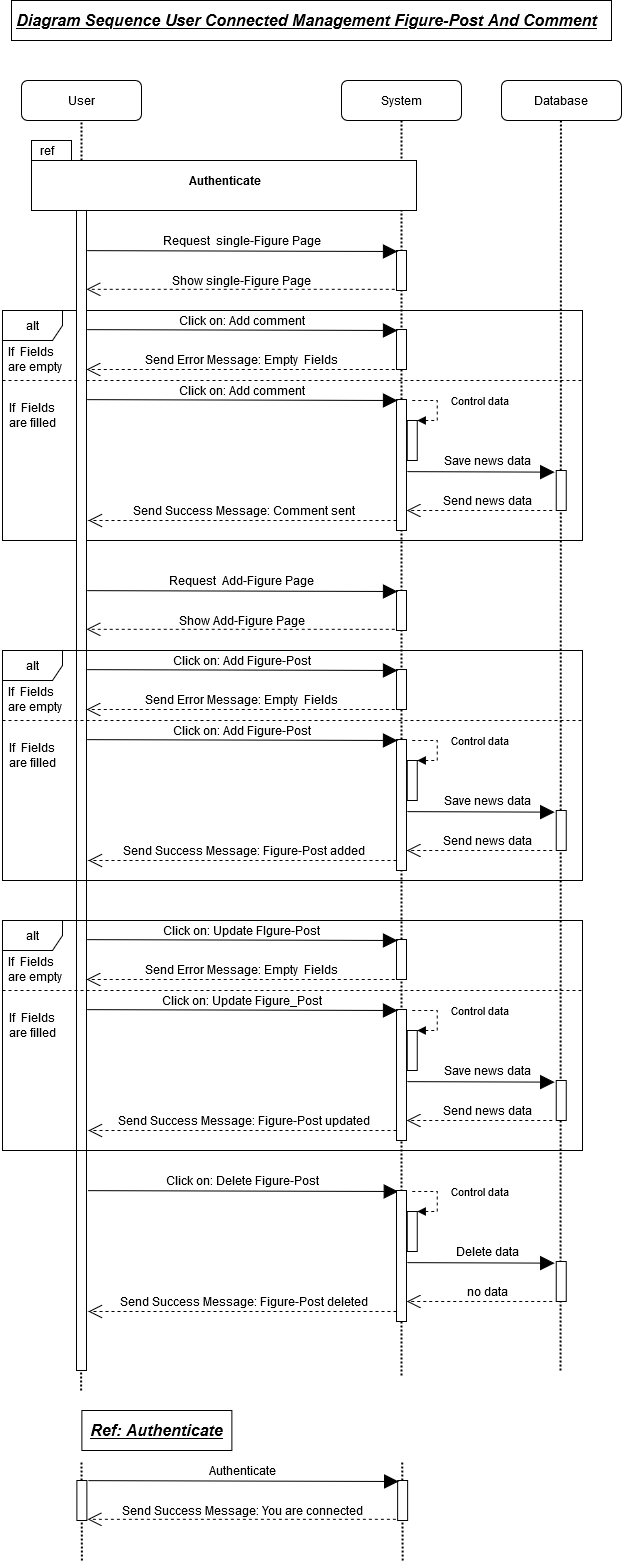 Diagram Sequence User Connected Management Figure-Post And Comment
User
System
Database
ref
Authenticate
Request single-Figure Page
Show single-Figure Page
alt
Click on: Add comment
If Fields
are empty
Send Error Message: Empty Fields
Click on: Add comment
Control data
If Fields
are filled
Save news data
Send news data
Send Success Message: Comment sent
Request Add-Figure Page
Show Add-Figure Page
alt
Click on: Add Figure-Post
If Fields
are empty
Send Error Message: Empty Fields
Click on: Add Figure-Post
Control data
If Fields
are filled
Save news data
Send news data
Send Success Message: Figure-Post added
alt
Click on: Update FIgure-Post
If Fields
are empty
Send Error Message: Empty Fields
Click on: Update Figure_Post
Control data
If Fields
are filled
Save news data
Send news data
Send Success Message: Figure-Post updated
Click on: Delete Figure-Post
Control data
Delete data
no data
Send Success Message: Figure-Post deleted
Ref: Authenticate
Authenticate
Send Success Message: You are connected